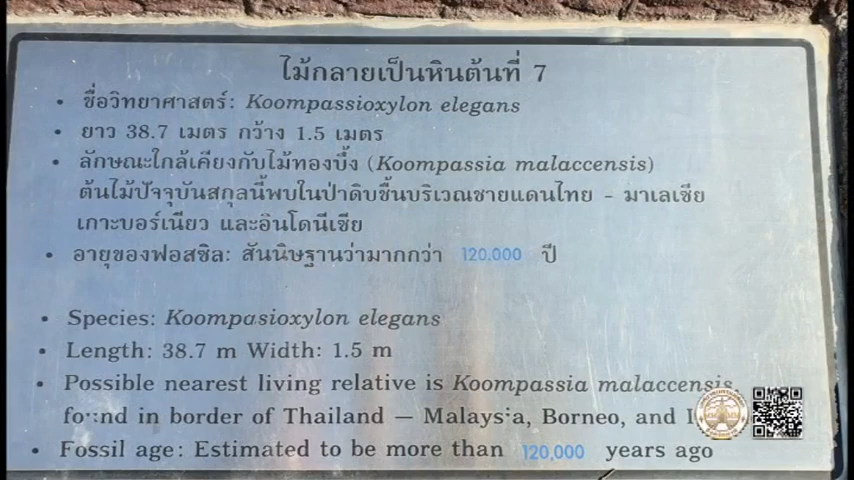 ไม้กลายเป็นหินต้นที่ 7
• ชื่อวิทยาศาสตร์: Koompassioxylon elegans
• ยาว 38.7 เมตร กว้าง 1.5 เมตร
• ลักษณะใกล้เคียงกับไม้ทองบึ้ง (Koompassia malaccensis)
ต้นไม้ปัจจุบันสกุลนี้พบในป่าดิบชื้นบริเวณชายแดนไทย - มาเลเซีย
เกาะบอร์เนียว และอินโดนีเซีย
• อายุของฟอสซิล: สันนิษฐานว่ามากกว่า 120,000 ปี
• Species: Koompasioxylon elegans
• Length: 38.7 m Width: 1.5 m
• Possible nearest living relative is Koompassia malaccensis
found in border of Thailand — Malaysia, Borneo, and
• Fossil age: Estimated to be more than 120,000 years ago